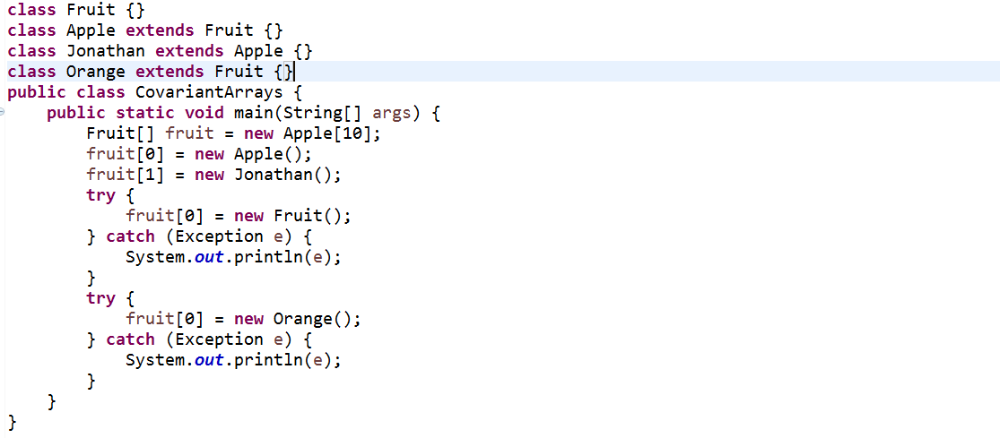 class Fruit {}
class Apple extends Fruit {}
class Jonathan extends Apple {}
class Orange extends Fruit {}
public class CovariantArrays {
    public static void main(String[] args) {
        Fruit[] fruit = new Apple[10];
        fruit[0] = new Apple();
        fruit[1] = new Jonathan();
        try {
            fruit[0] = new Fruit();
        } catch (Exception e) {
            System.out.println(e);
        }
        try {
            fruit[0] = new Orange();
        } catch (Exception e) {
            System.out.println(e);
        }
    }
}